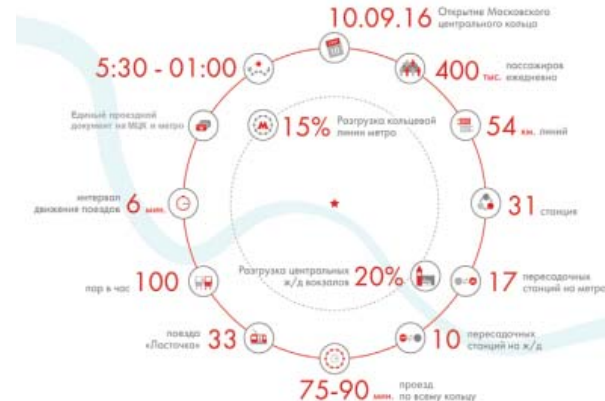 10.09.16 Открытие Московского
центрального кольца
5:30 - 01:00
400 тыс. пассажиров
ежедневно
Единый проездной
документ на МЦК и метро
15% Разгрузка кольцевой
линии метро
54 км. линий
интервал
движения поездов 6 мин.
31 станция
пар в час 100
Разгрузка центральных
ж/д вокзалов 20%
17 пересадочных
станций на метро
поезда
«Ласточка» 33
10 пересадочных
станций на ж/д
75-90 мин. проезд
по всему кольцу